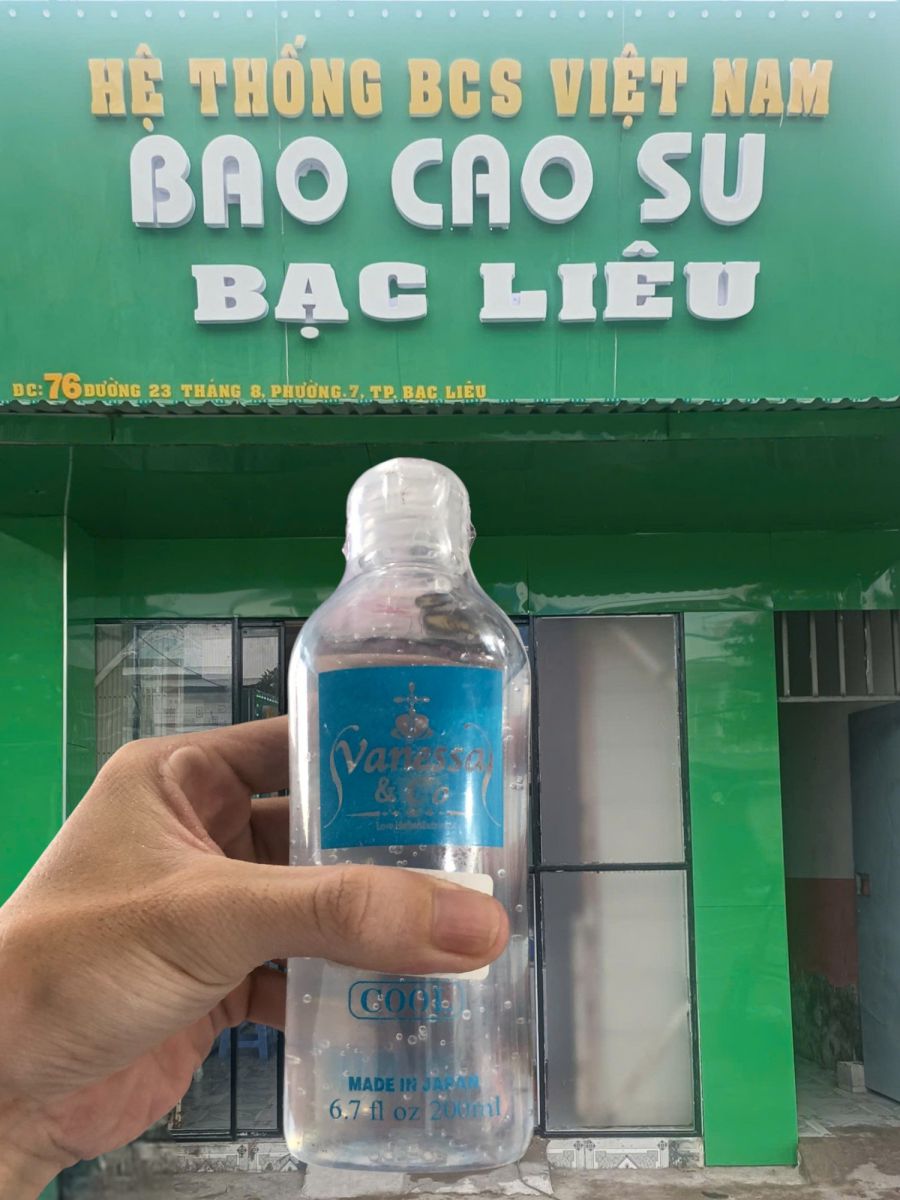 HỆ THỐNG BCS VIỆT NAM
BAO CAO SU
BẠC LIÊU
ĐC: 76 ĐƯỜNG 23 THÁNG 8, PHƯỜNG.7, TP. BẠC LIÊU
Vanessa
& Co
COOL
MADE IN JAPAN
6.7 fl oz 200ml